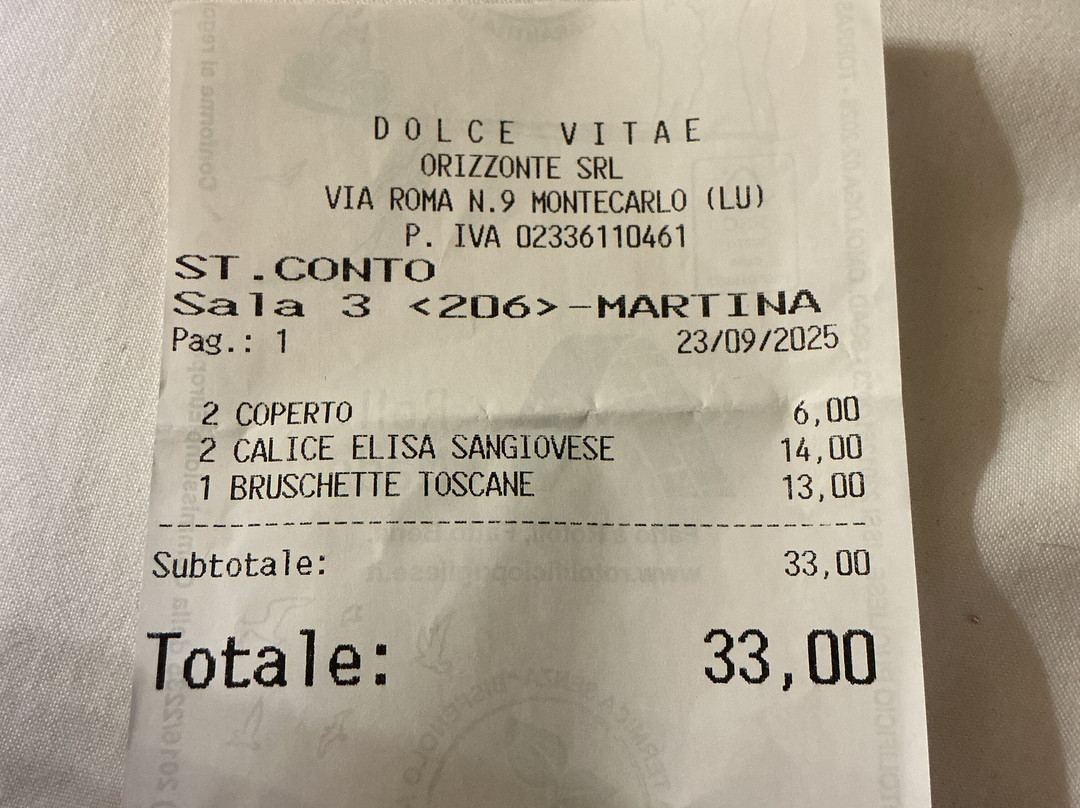 DOLCE VITAE
ORIZZONTE SRL
VIA ROMA N.9 MONTECARLO (LU)
P. IVA 02336110461
ST.CONTO
Sala 3 <206>-MARTINA
Pag.: 1 23/09/2025
2 COPERTO 6,00
2 CALICE ELISA SANGIOVESE 14,00
1 BRUSCHETTE TOSCANE 13,00
Subtotale: 33,00
Totale: 33,00